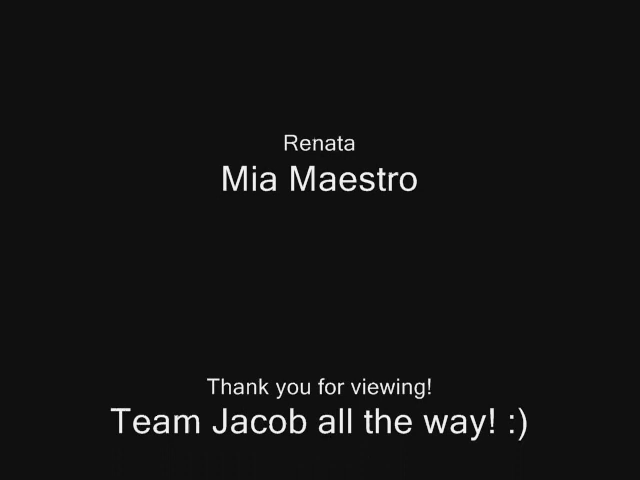 Renata
Mia Maestro
Thank you for viewing!
Team Jacob all the way! :)